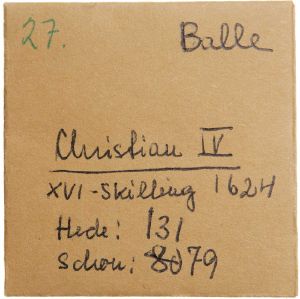 27. Balle
Christian IV
XVI-Skilling 1624
Hede: 131
Schou: 8079